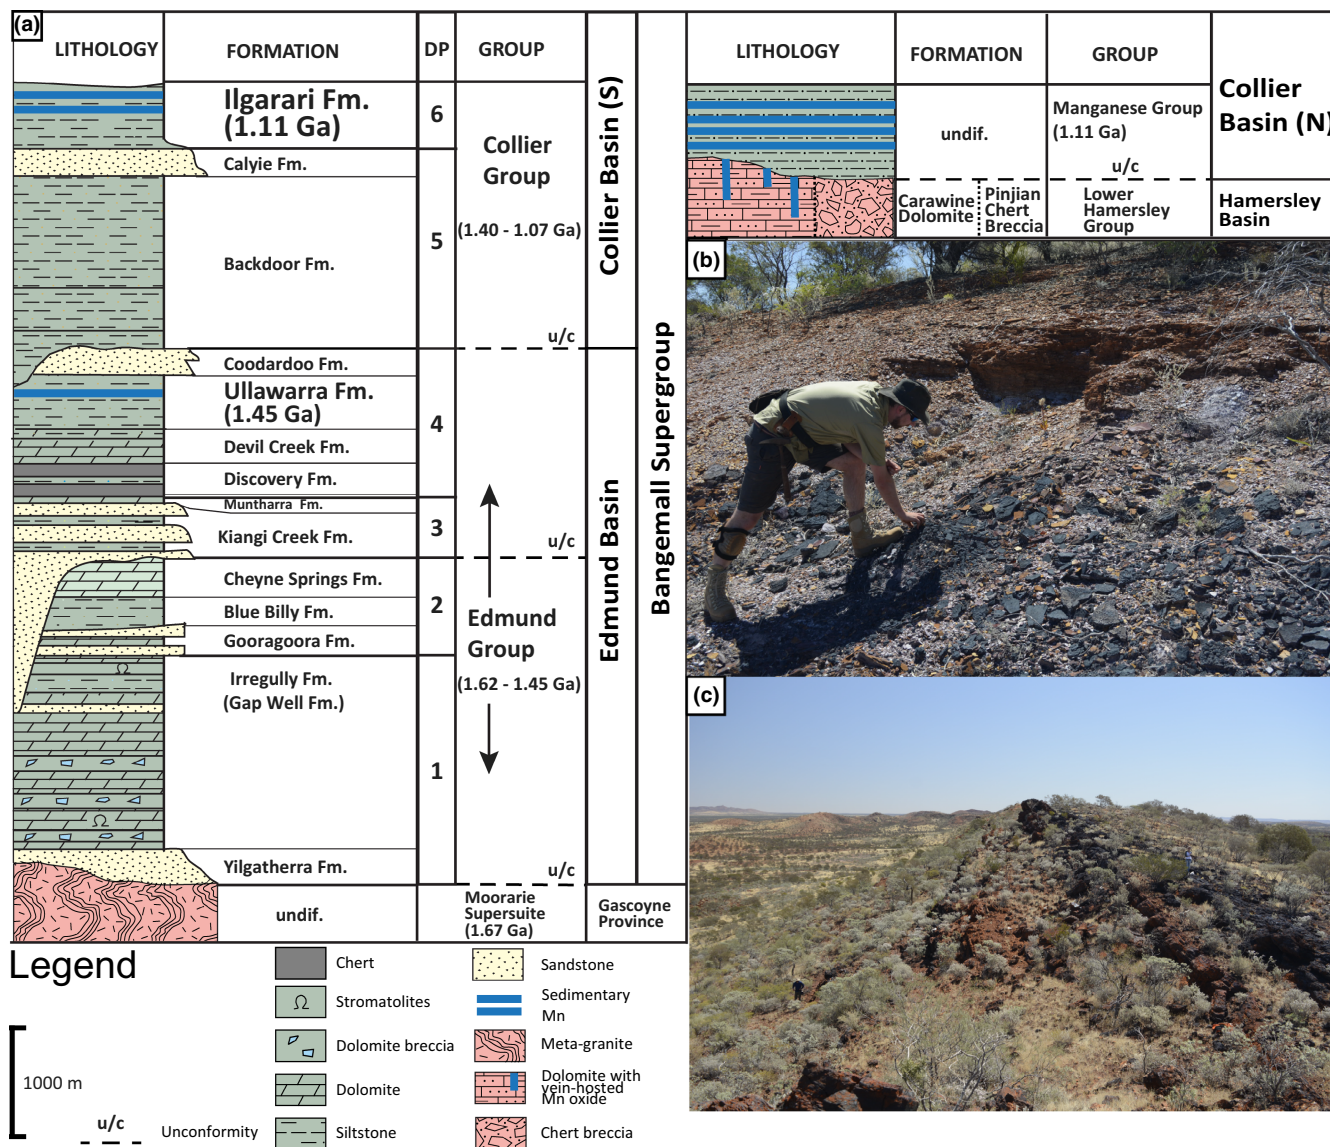 (a)
LITHOLOGY
FORMATION
DP
GROUP
Ilgarari Fm.
(1.11 Ga)
6
Calyie Fm.
Collier
Group
(1.40 - 1.07 Ga)
Collier Basin (S)
5
Backdoor Fm.
u/c
Coodardoo Fm.
Ullawarra Fm.
(1.45 Ga)
4
Devil Creek Fm.
Discovery Fm.
Muntharra Fm.
3
Kiangi Creek Fm.
u/c
Cheyne Springs Fm.
2
Blue Billy Fm.
Gooragoora Fm.
Edmund
Group
(1.62 - 1.45 Ga)
Edmund Basin
Bangemall Supergroup
Ω
Irregully Fm.
(Gap Well Fm.)
1
Ω
Yilgatherra Fm.
u/c
undif.
Moorarie
Supersuite
(1.67 Ga)
Gascoyne
Province
LITHOLOGY
FORMATION
GROUP
Collier
Basin (N)
undif.
Manganese Group
(1.11 Ga)
u/c
Carawine
Dolomite
Pinjian
Chert
Breccia
Lower
Hamersley
Group
Hamersley
Basin
(b)
(c)
Legend
1000 m
u/c
Unconformity
Chert
Ω
Stromatolites
Dolomite breccia
Dolomite
Siltstone
Sandstone
Sedimentary
Mn
Meta-granite
Dolomite with
vein-hosted
Mn oxide
Chert breccia